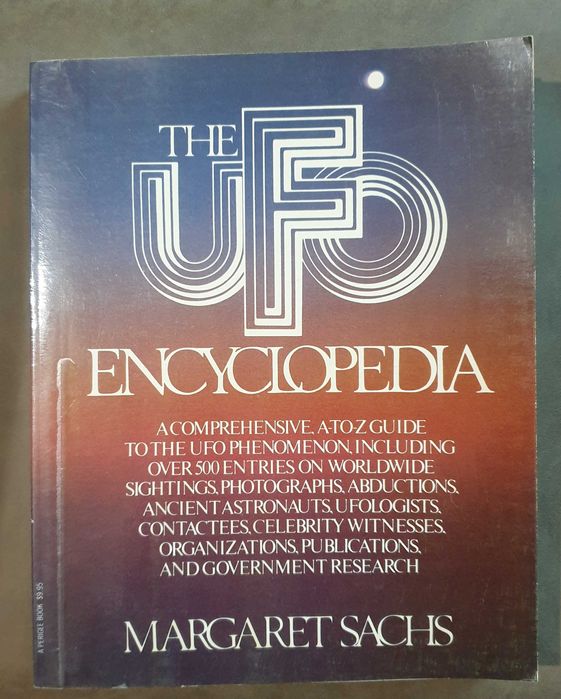 THE UFO
ENCYCLOPEDIA
A COMPREHENSIVE, A-TO-Z GUIDE
TO THE UFO PHENOMENON, INCLUDING
OVER 500 ENTRIES ON WORLDWIDE
SIGHTINGS, PHOTOGRAPHS, ABDUCTIONS,
ANCIENT ASTRONAUTS, UFOLOGISTS,
CONTACTEES, CELEBRITY WITNESSES,
ORGANIZATIONS, PUBLICATIONS,
AND GOVERNMENT RESEARCH
MARGARET SACHS
A PERIGEE BOOK $9.95